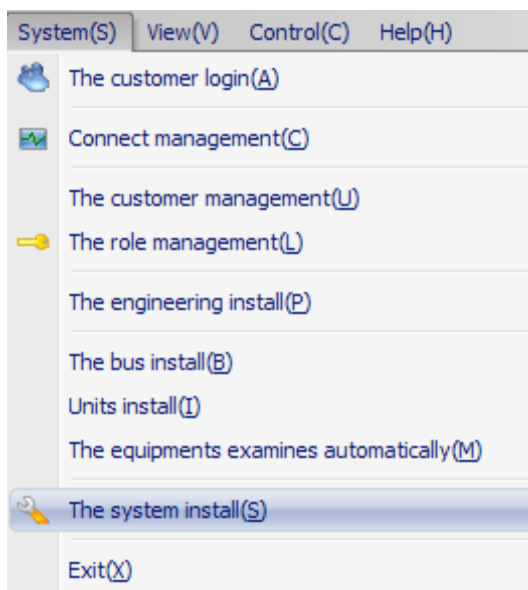 System(S) View(V) Control(C) Help(H)
The customer login(A)
Connect management(C)
The customer management(U)
The role management(L)
The engineering install(P)
The bus install(B)
Units install(I)
The equipments examines automatically(M)
The system install(S)
Exit(X)